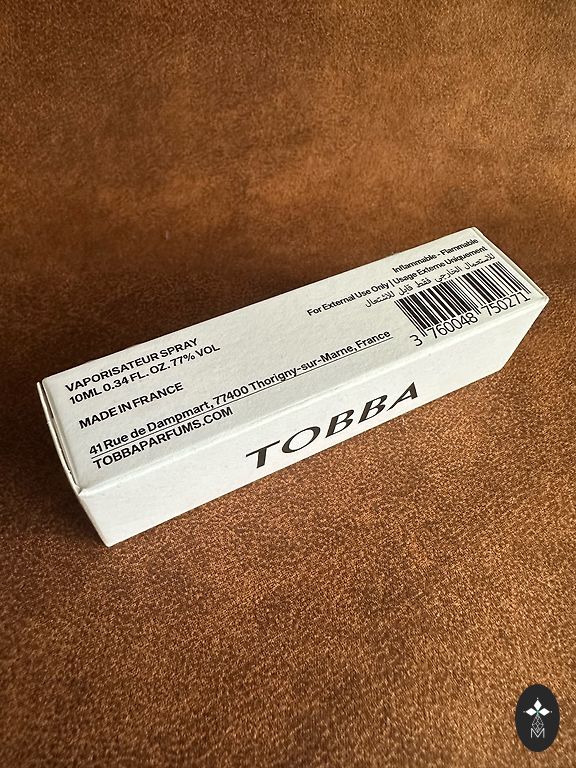 VAPORISATEUR SPRAY
10ML 0.34 FL. OZ. 77% VOL
MADE IN FRANCE
41 Rue de Dampmart, 77400 Thorigny-sur-Marne, France
TOBBAPARFUMS.COM
Inflammable - Flammable
For External Use Only | Usage Externe Uniquement
للاستعمال الخارجي فقط قابل للاشتعال
3 760048 750271
TOBBA
M